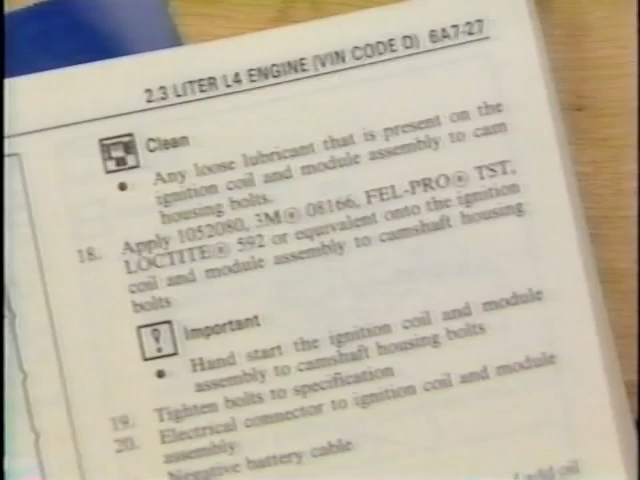 2.3 LITER L4 ENGINE (VIN CODE D) 6A7-27
Clean
• Any loose lubricant that is present on the
ignition coil and module assembly to cam
housing bolts.
18. Apply 1052080, 3M® 08166, FEL-PRO® TST,
LOCTITE® 592 or equivalent onto the ignition
coil and module assembly to camshaft housing
bolts
Important
• Hand start the ignition coil and module
assembly to camshaft housing bolts
19. Tighten bolts to specification
20. Electrical connector to ignition coil and module
assembly
Negative battery cable
add oil